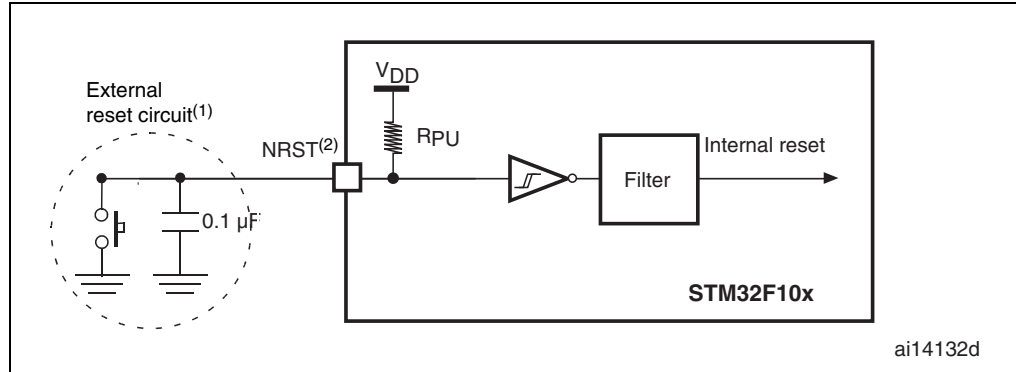 External
reset circuit(1)
VDD
NRST(2)
RPU
Internal reset
Filter
0.1 µF
STM32F10x
ai14132d